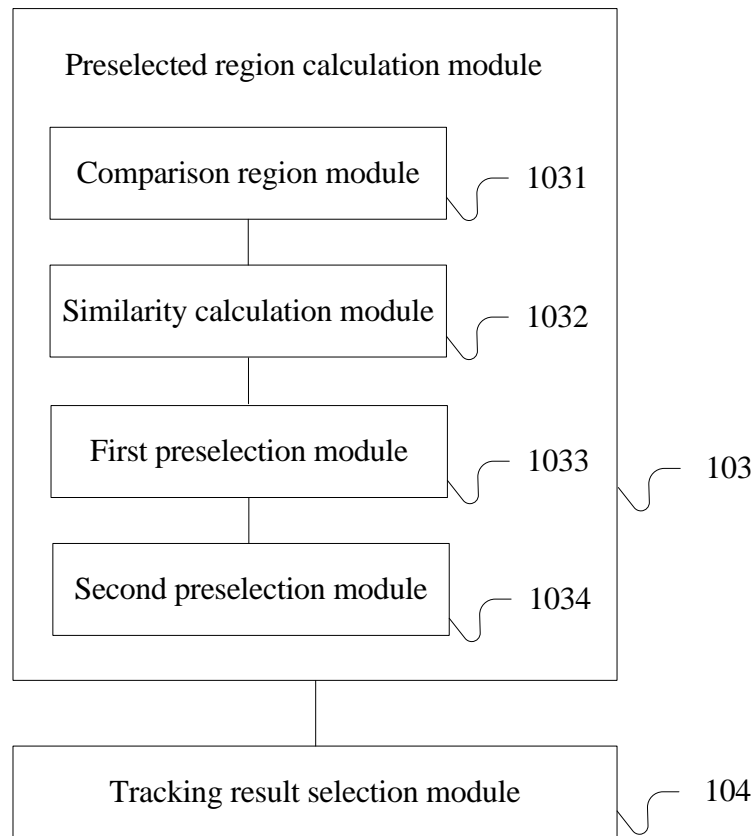 Preselected region calculation module
Comparison region module
1031
Similarity calculation module
1032
First preselection module
1033
103
Second preselection module
1034
Tracking result selection module
104